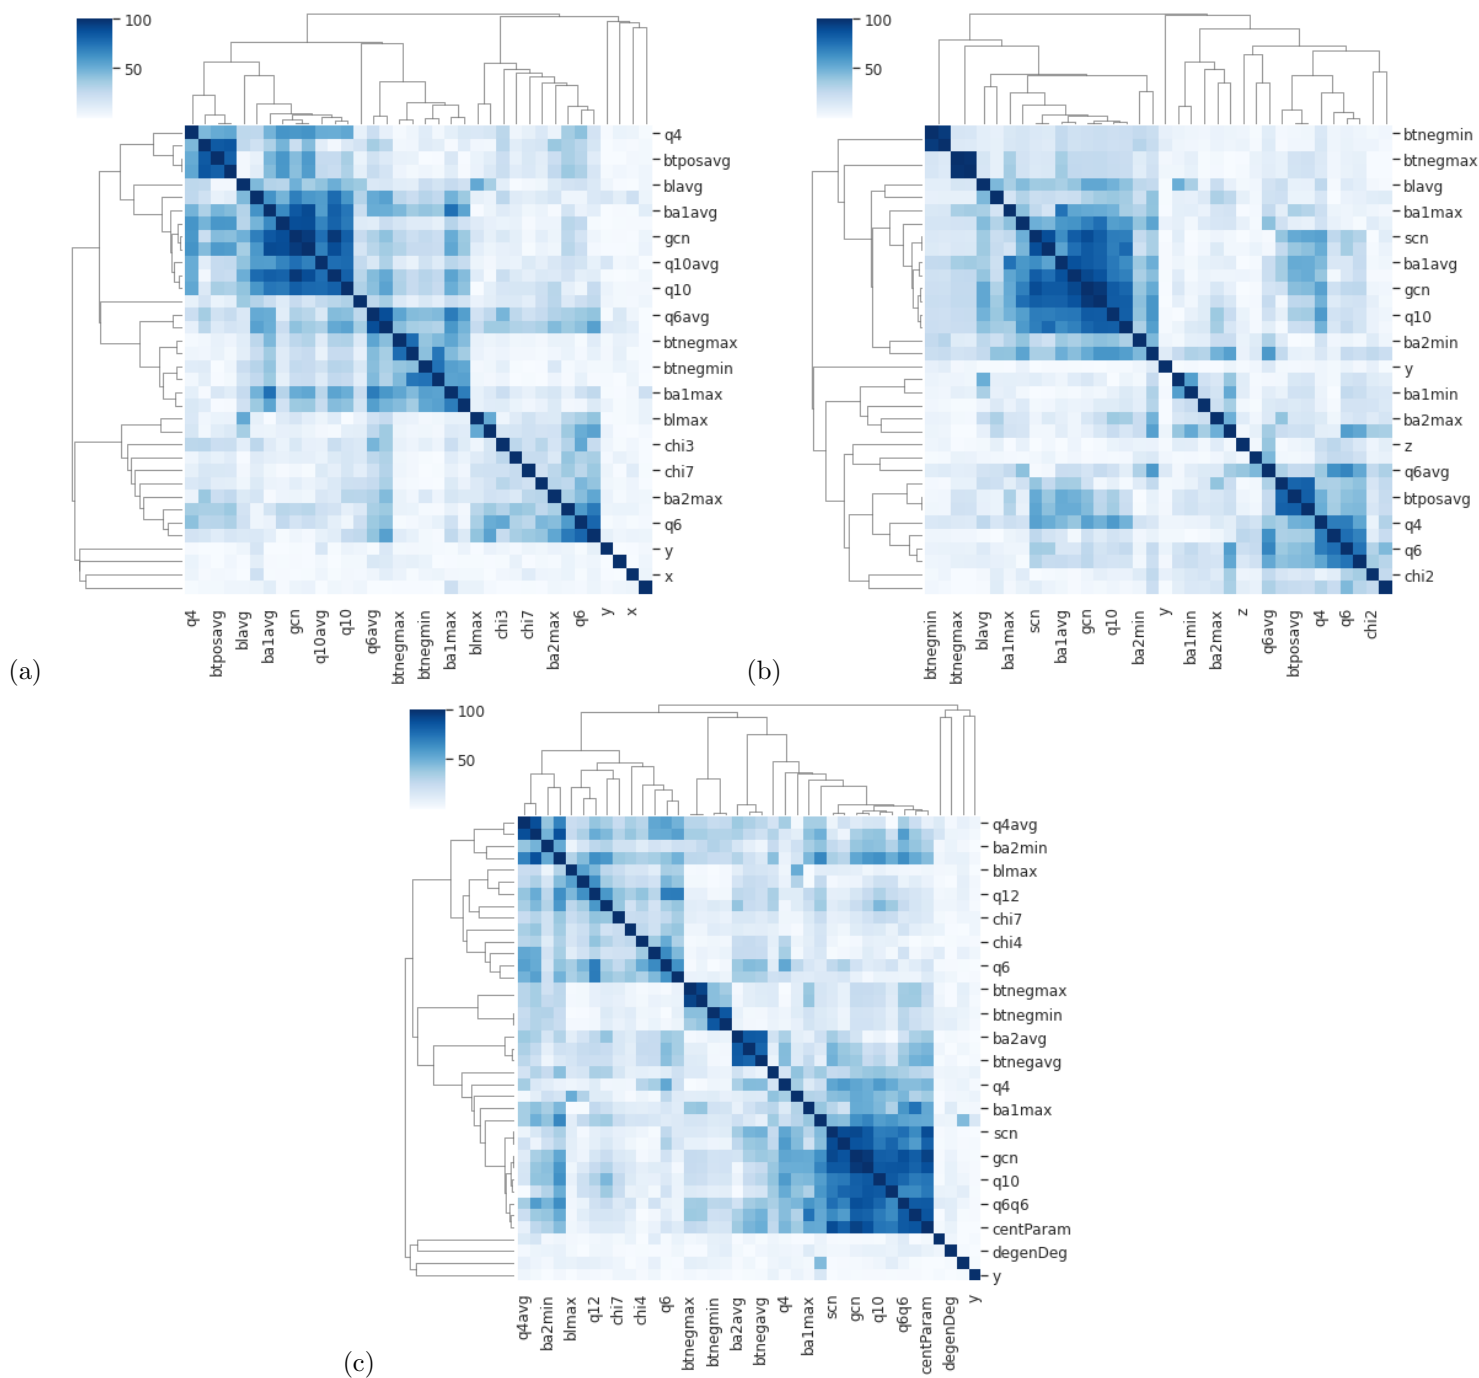 100
50
q4
btposavg
blavg
ba1avg
gcn
q10avg
q10
q6avg
btnegmax
btnegmin
ba1max
blmax
chi3
chi7
ba2max
q6
y
x
q4
btposavg
blavg
ba1avg
gcn
q10avg
q10
q6avg
btnegmax
btnegmin
ba1max
blmax
chi3
chi7
ba2max
q6
y
x
(a)
100
50
btnegmin
btnegmax
blavg
ba1max
scn
ba1avg
gcn
q10
ba2min
y
ba1min
ba2max
z
q6avg
btposavg
q4
q6
chi2
btnegmin
btnegmax
blavg
ba1max
scn
ba1avg
gcn
q10
ba2min
y
ba1min
ba2max
z
q6avg
btposavg
q4
q6
chi2
(b)
100
50
q4avg
ba2min
blmax
q12
chi7
chi4
q6
btnegmax
btnegmin
ba2avg
btnegavg
q4
ba1max
scn
gcn
q10
q6q6
centParam
degenDeg
y
q4avg
ba2min
blmax
q12
chi7
chi4
q6
btnegmax
btnegmin
ba2avg
btnegavg
q4
ba1max
scn
gcn
q10
q6q6
centParam
degenDeg
y
(c)